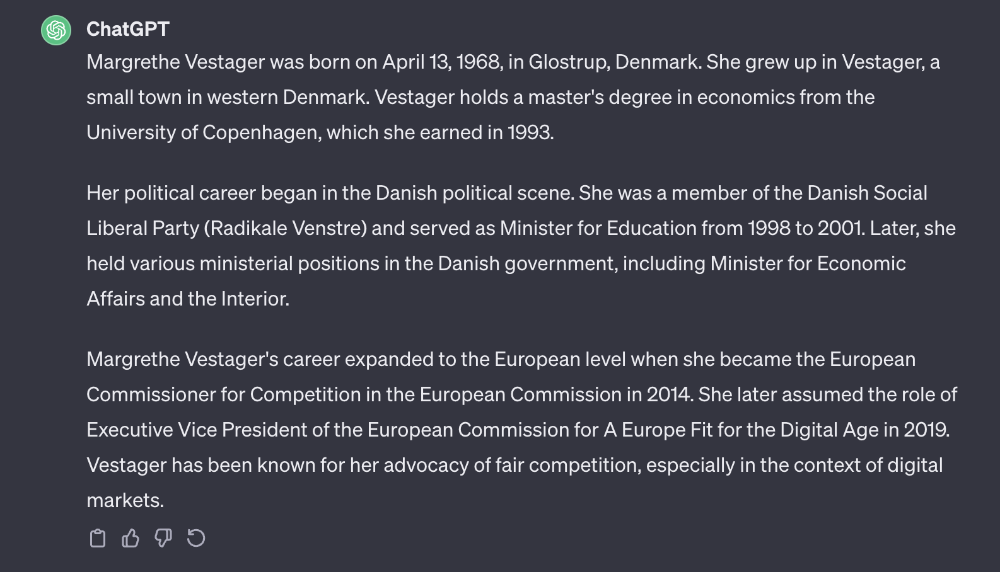 ChatGPT
Margrethe Vestager was born on April 13, 1968, in Glostrup, Denmark. She grew up in Vestager, a
small town in western Denmark. Vestager holds a master's degree in economics from the
University of Copenhagen, which she earned in 1993.
Her political career began in the Danish political scene. She was a member of the Danish Social
Liberal Party (Radikale Venstre) and served as Minister for Education from 1998 to 2001. Later, she
held various ministerial positions in the Danish government, including Minister for Economic
Affairs and the Interior.
Margrethe Vestager's career expanded to the European level when she became the European
Commissioner for Competition in the European Commission in 2014. She later assumed the role of
Executive Vice President of the European Commission for A Europe Fit for the Digital Age in 2019.
Vestager has been known for her advocacy of fair competition, especially in the context of digital
markets.